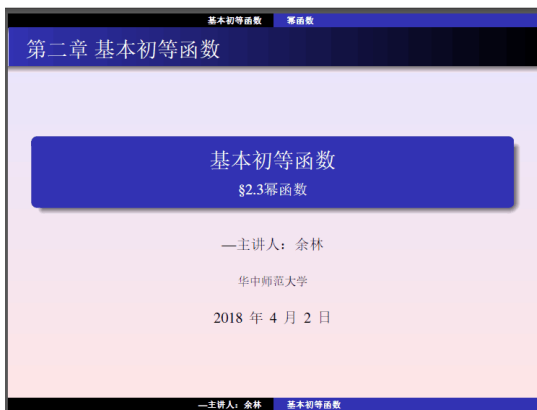 基本初等函数 幂函数
第二章 基本初等函数
基本初等函数
§2.3幂函数
—主讲人：余林
华中师范大学
2018 年 4 月 2 日
—主讲人：余林 基本初等函数